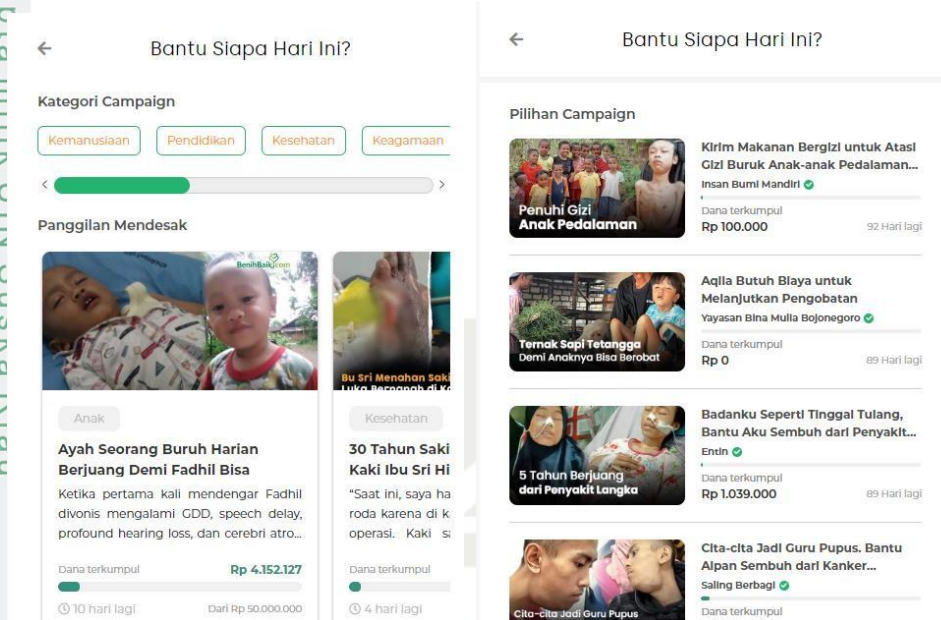 Bantu Siapa Hari Ini?
Kategori Campaign
Kemanusiaan
Pendidikan
Kesehatan
Keagamaan
Panggilan Mendesak
BenihBaik.com
Bu Sri Menahan Saki
Luka Bernanah di K
Anak
Ayah Seorang Buruh Harian
Berjuang Demi Fadhil Bisa
Ketika pertama kali mendengar Fadhil
divonis mengalami GDD, speech delay,
profound hearing loss, dan cerebri atro...
Dana terkumpul
Rp 4.152.127
10 hari lagi
Dari Rp 50.000.000
Kesehatan
30 Tahun Saki
Kaki Ibu Sri Hi
"Saat ini, saya ha
roda karena di k
operasi. Kaki sa
Dana terkumpul
4 hari lagi
Bantu Siapa Hari Ini?
Pilihan Campaign
Penuhi Gizi
Anak Pedalaman
Kirim Makanan Bergizi untuk Atasi
Gizi Buruk Anak-anak Pedalaman...
Insan Bumi Mandiri
Dana terkumpul
Rp 100.000
92 Hari lagi
Ternak Sapi Tetangga
Demi Anaknya Bisa Berobat
Aqila Butuh Biaya untuk
Melanjutkan Pengobatan
Yayasan Bina Mulia Bojonegoro
Dana terkumpul
Rp 0
89 Hari lagi
5 Tahun Berjuang
dari Penyakit Langka
Badanku Seperti Tinggal Tulang,
Bantu Aku Sembuh dari Penyakit...
Entin
Dana terkumpul
Rp 1.039.000
89 Hari lagi
Cita-cita Jadi Guru Pupus
Cita-cita Jadi Guru Pupus. Bantu
Aipan Sembuh dari Kanker...
Saling Berbagi
Dana terkumpul